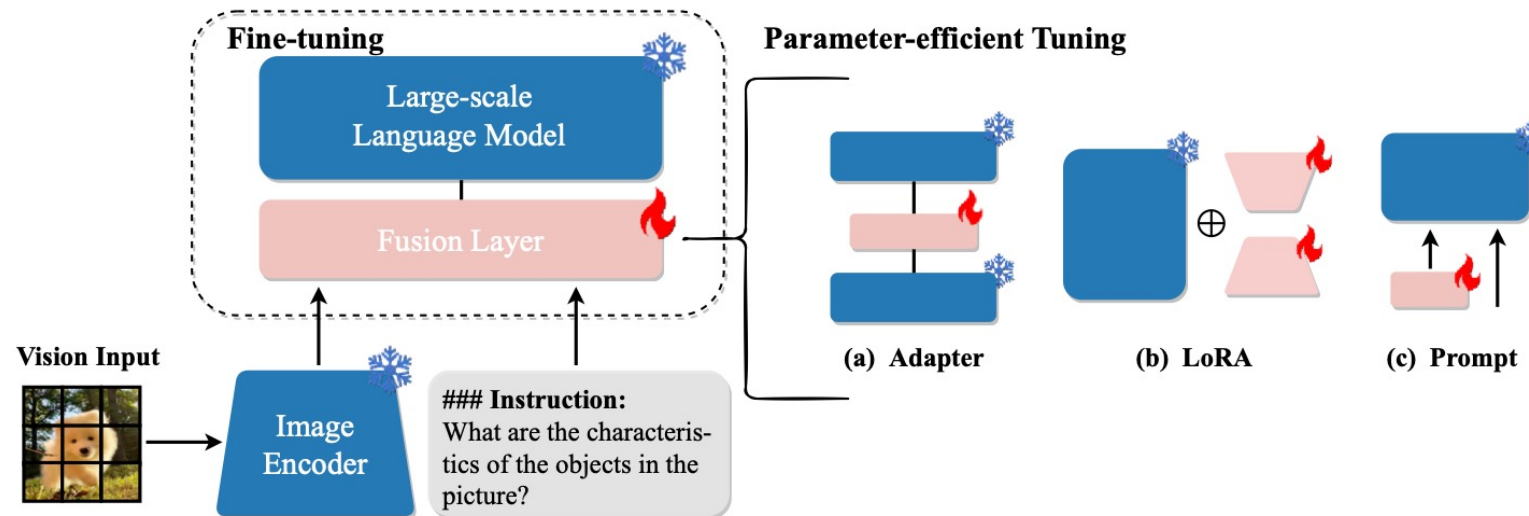 Fine-tuning
Parameter-efficient Tuning
Large-scale
Language Model
Fusion Layer
Vision Input
Image
Encoder
### Instruction:
What are the characteris-
tics of the objects in the
picture?
(a) Adapter
(b) LoRA
(c) Prompt